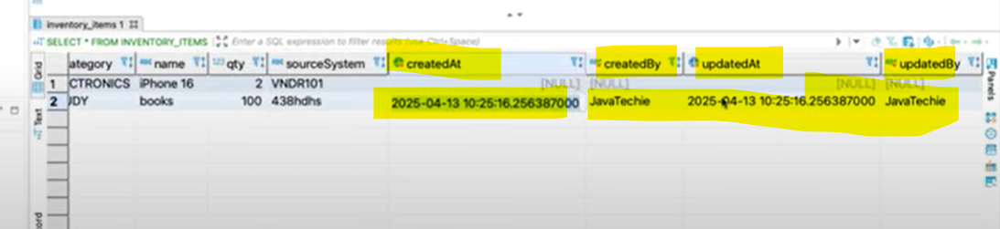 inventory_items 1
SELECT * FROM INVENTORY_ITEMS Enter a SQL expression to filter results (use Ctrl+Space)
Grid
ategory name 123 qty sourceSystem createdAt createdBy updatedAt updatedBy
1 CTRONICS iPhone 16 2 VNDR101 [NULL] [NULL] [NULL] [NULL]
2 JDY books 100 438hdhs 2025-04-13 10:25:16.256387000 JavaTechie 2025-04-13 10:25:16.256387000 JavaTechie
Text
Panels
ord